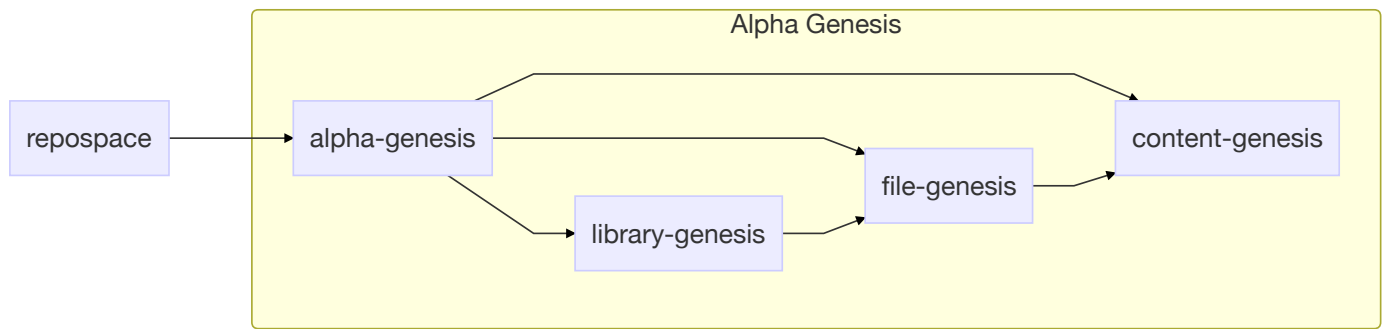 Alpha Genesis
repospace
alpha-genesis
content-genesis
file-genesis
library-genesis